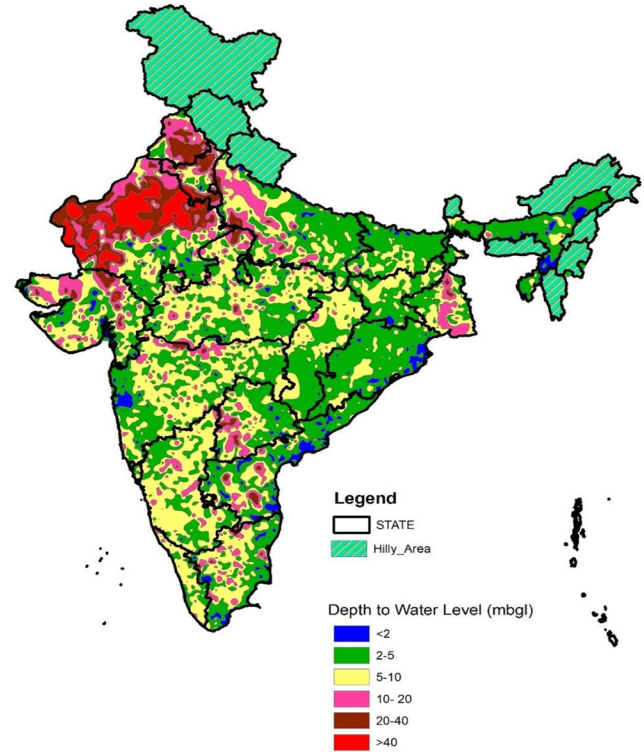 Legend
STATE
Hilly_Area
Depth to Water Level (mbgl)
<2
2-5
5-10
10- 20
20-40
>40